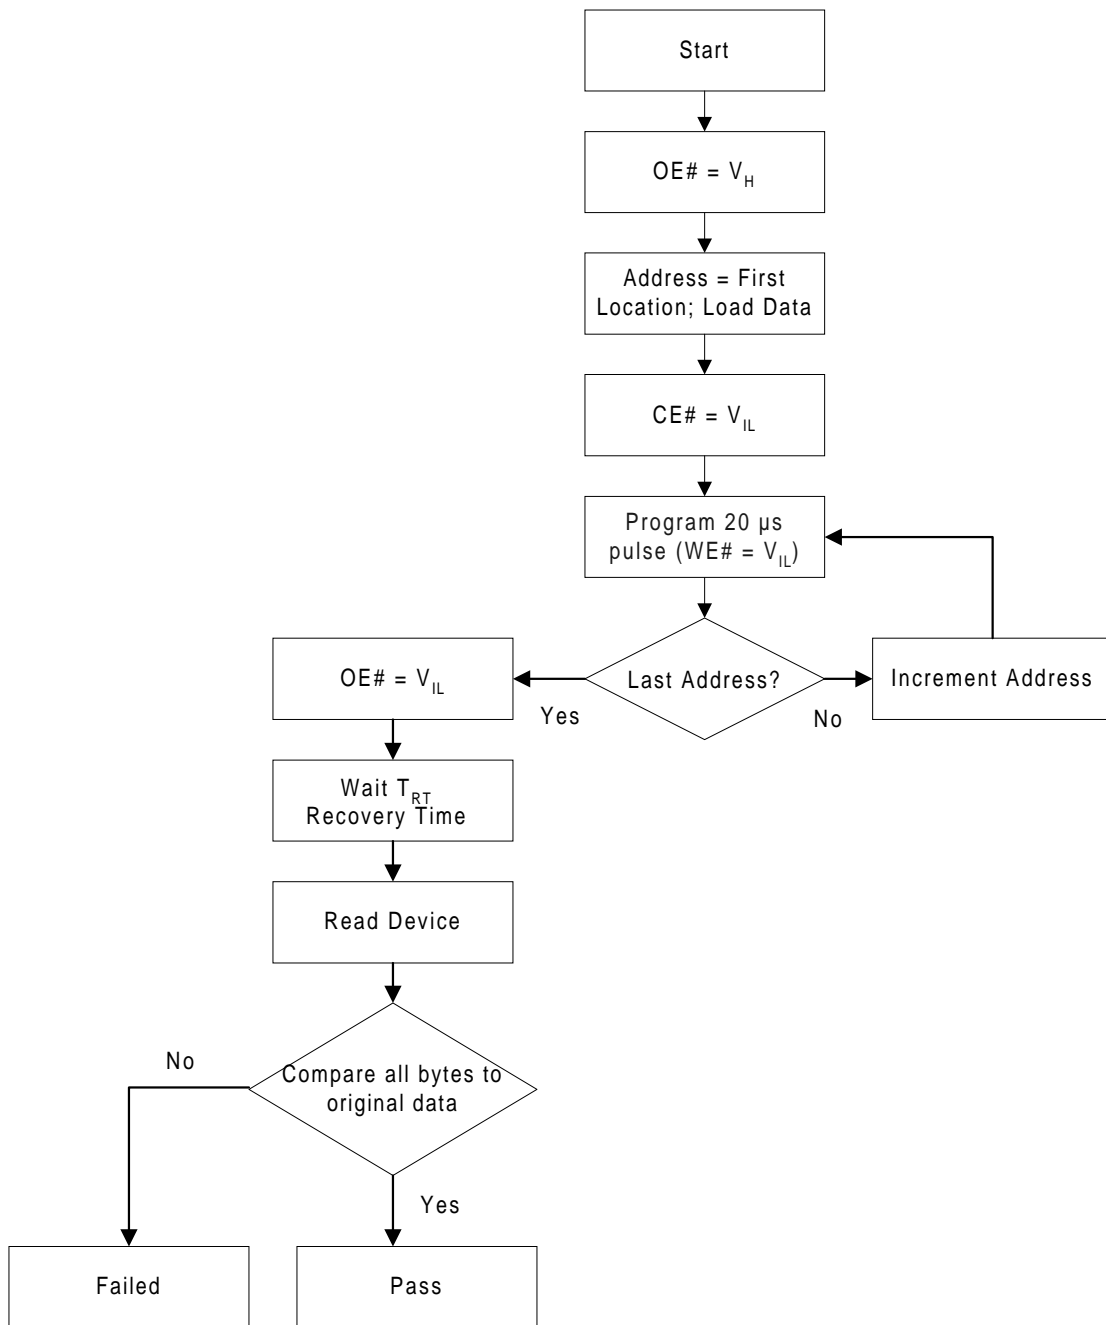 Start
OE# = V_H
Address = First
Location; Load Data
CE# = V_IL
Program 20 µs
pulse (WE# = V_IL)
OE# = V_IL
Last Address?
Increment Address
Yes
No
Wait T_RT
Recovery Time
Read Device
No
Compare all bytes to
original data
Yes
Failed
Pass